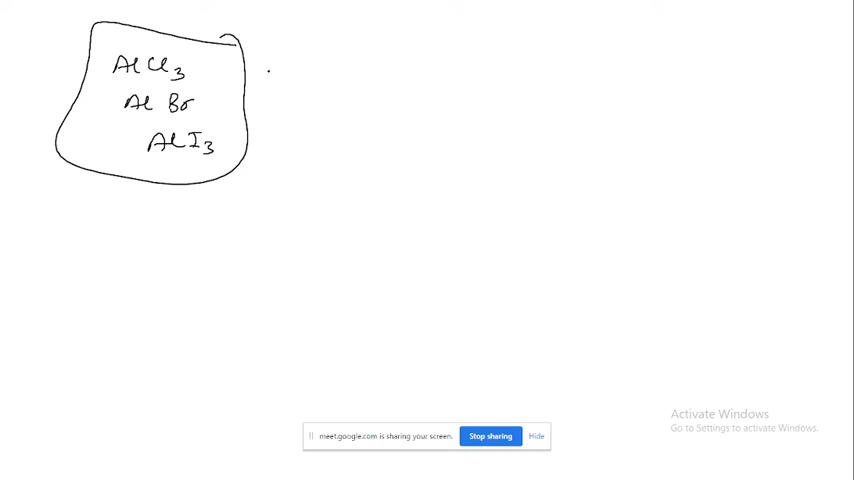 AlCl3
Al Br
AlI3
meet.google.com is sharing your screen. Stop sharing Hide
Activate Windows
Go to Settings to activate Windows.